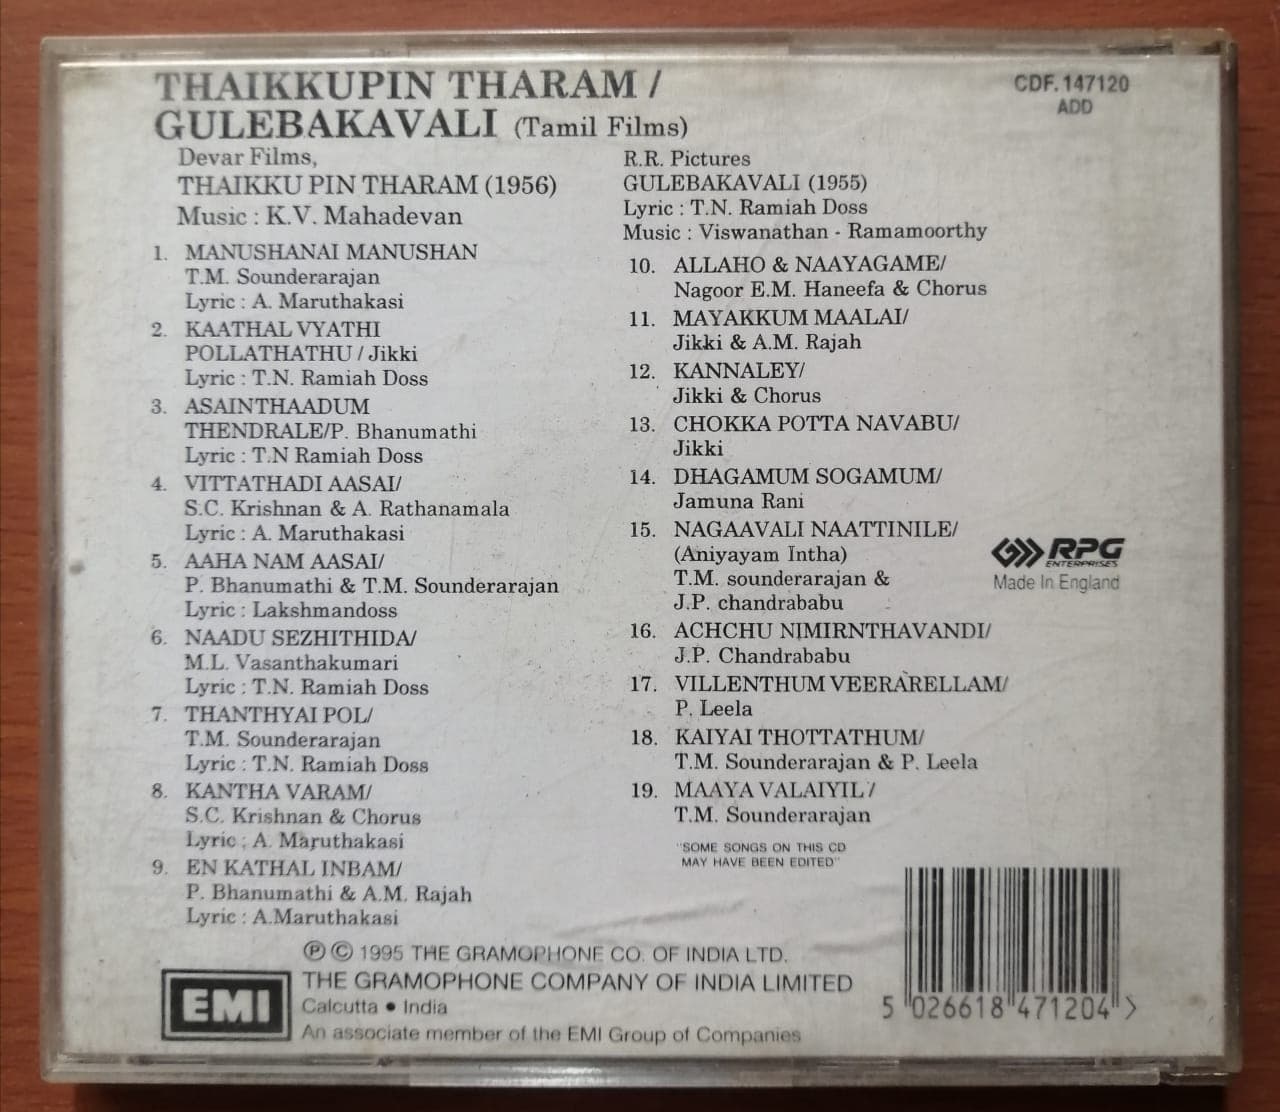 THAIKKUPIN THARAM /
GULEBAKAVALI (Tamil Films)
CDF.147120
ADD
Devar Films,
THAIKKU PIN THARAM (1956)
Music : K.V. Mahadevan
1. MANUSHANAI MANUSHAN
T.M. Sounderarajan
Lyric : A. Maruthakasi
2. KAATHAL VYATHI
POLLATHATHU / Jikki
Lyric : T.N. Ramiah Doss
3. ASAINTHAADUM
THENDRALE/P. Bhanumathi
Lyric : T.N Ramiah Doss
4. VITTATHADI AASAI/
S.C. Krishnan & A. Rathanamala
Lyric : A. Maruthakasi
5. AAHA NAM AASAI/
P. Bhanumathi & T.M. Sounderarajan
Lyric : Lakshmandoss
6. NAADU SEZHITHIDA/
M.L. Vasanthakumari
Lyric : T.N. Ramiah Doss
7. THANTHYAI POL/
T.M. Sounderarajan
Lyric : T.N. Ramiah Doss
8. KANTHA VARAM/
S.C. Krishnan & Chorus
Lyric : A. Maruthakasi
9. EN KATHAL INBAM/
P. Bhanumathi & A.M. Rajah
Lyric : A.Maruthakasi
R.R. Pictures
GULEBAKAVALI (1955)
Lyric : T.N. Ramiah Doss
Music : Viswanathan - Ramamoorthy
10. ALLAHO & NAAYAGAME/
Nagoor E.M. Haneefa & Chorus
11. MAYAKKUM MAALAI/
Jikki & A.M. Rajah
12. KANNALEY/
Jikki & Chorus
13. CHOKKA POTTA NAVABU/
Jikki
14. DHAGAMUM SOGAMUM/
Jamuna Rani
15. NAGAAVALI NAATTINILE/
(Aniyayam Intha)
T.M. sounderarajan &
J.P. chandrababu
16. ACHCHU NIMIRNTHAVANDI/
J.P. Chandrababu
17. VILLENTHUM VEERARELLAM/
P. Leela
18. KAIYAI THOTTATHUM/
T.M. Sounderarajan & P. Leela
19. MAAYA VALAIYIL /
T.M. Sounderarajan
"SOME SONGS ON THIS CD
MAY HAVE BEEN EDITED"
RPG
ENTERPRISES
Made In England
℗ © 1995 THE GRAMOPHONE CO. OF INDIA LTD.
EMI
THE GRAMOPHONE COMPANY OF INDIA LIMITED
Calcutta • India
An associate member of the EMI Group of Companies
5 026618 471204 >